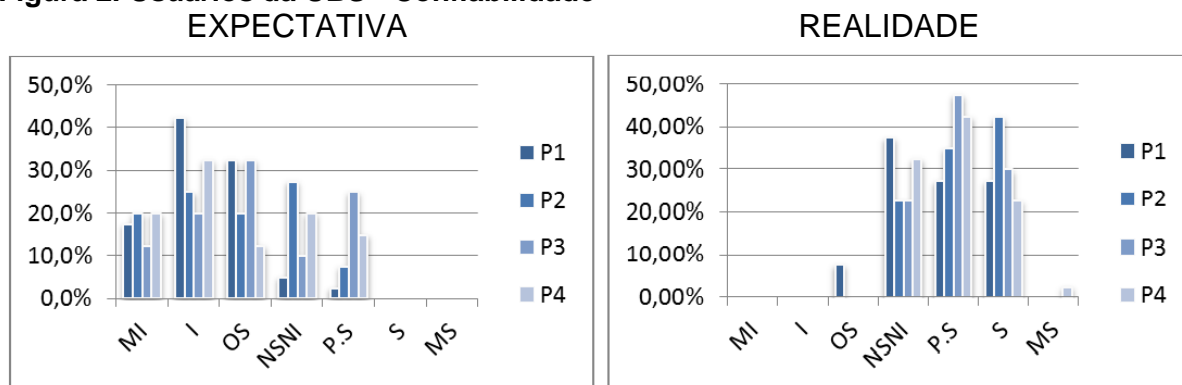 EXPECTATIVA
REALIDADE
50,0%
40,0%
30,0%
20,0%
10,0%
0,0%
MI
I
OS
NSNI
P.S
S
MS
P1
P2
P3
P4
50,00%
40,00%
30,00%
20,00%
10,00%
0,00%
MI
I
OS
NSNI
P.S
S
MS
P1
P2
P3
P4